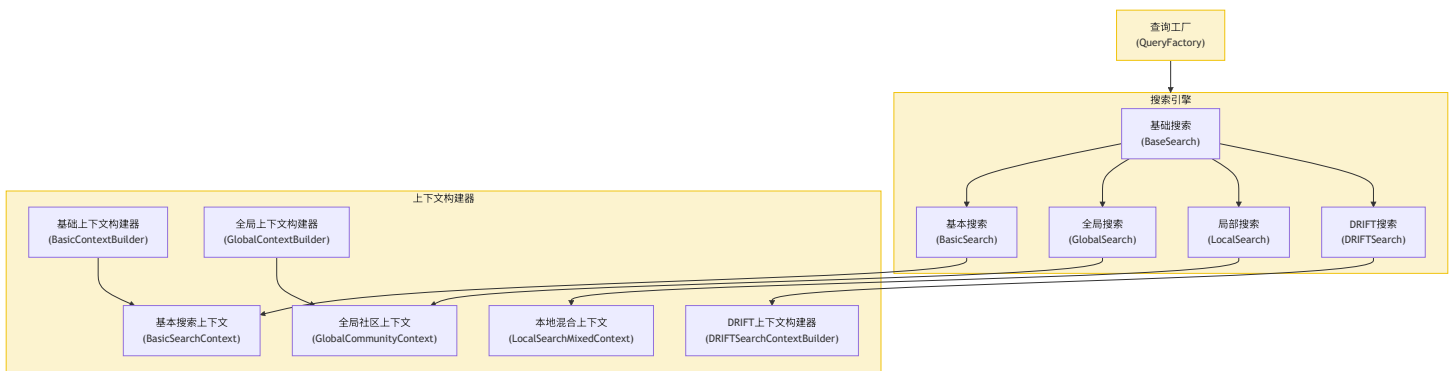 查询工厂
(QueryFactory)
搜索引擎
基础搜索
(BaseSearch)
基本搜索
(BasicSearch)
全局搜索
(GlobalSearch)
局部搜索
(LocalSearch)
DRIFT搜索
(DRIFTSearch)
上下文构建器
基础上下文构建器
(BasicContextBuilder)
全局上下文构建器
(GlobalContextBuilder)
基本搜索上下文
(BasicSearchContext)
全局社区上下文
(GlobalCommunityContext)
本地混合上下文
(LocalSearchMixedContext)
DRIFT上下文构建器
(DRIFTSearchContextBuilder)